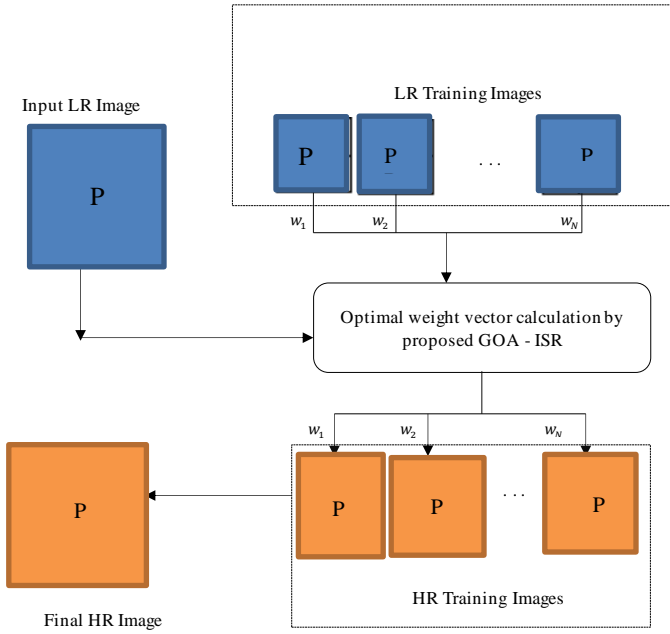 LR Training Images
Input LR Image
P
P
P
. . .
P
w1
w2
wN
Optimal weight vector calculation by
proposed GOA - ISR
w1
w2
wN
P
P
P
. . .
P
HR Training Images
Final HR Image